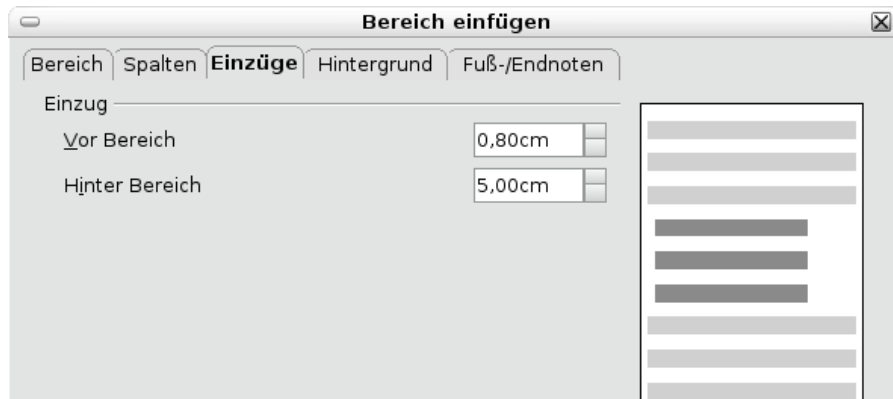 Bereich einfügen
Bereich Spalten Einzüge Hintergrund Fuß-/Endnoten
Einzug
Vor Bereich 0,80cm
Hinter Bereich 5,00cm